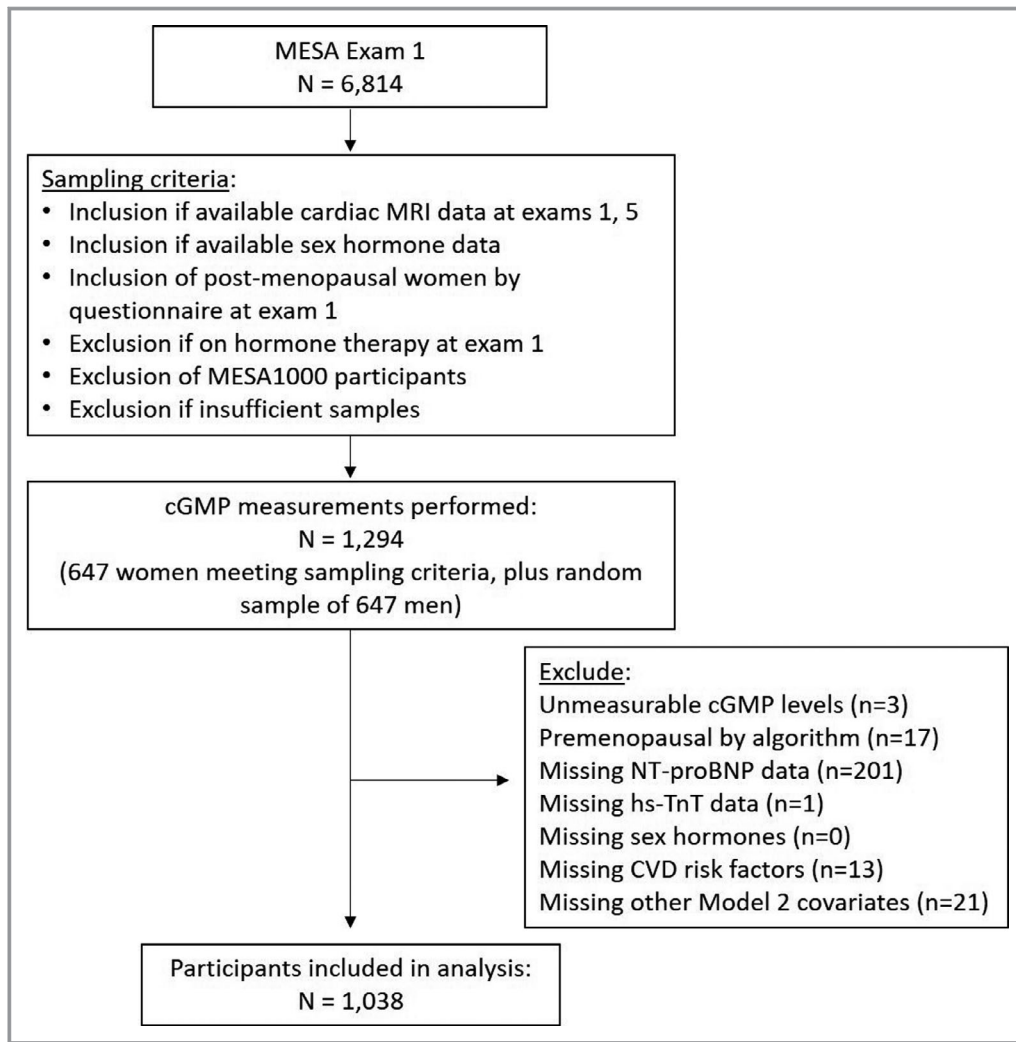 MESA Exam 1
N = 6,814
Sampling criteria:
• Inclusion if available cardiac MRI data at exams 1, 5
• Inclusion if available sex hormone data
• Inclusion of post-menopausal women by
questionnaire at exam 1
• Exclusion if on hormone therapy at exam 1
• Exclusion of MESA1000 participants
• Exclusion if insufficient samples
cGMP measurements performed:
N = 1,294
(647 women meeting sampling criteria, plus random
sample of 647 men)
Exclude:
Unmeasurable cGMP levels (n=3)
Premenopausal by algorithm (n=17)
Missing NT-proBNP data (n=201)
Missing hs-TnT data (n=1)
Missing sex hormones (n=0)
Missing CVD risk factors (n=13)
Missing other Model 2 covariates (n=21)
Participants included in analysis:
N = 1,038